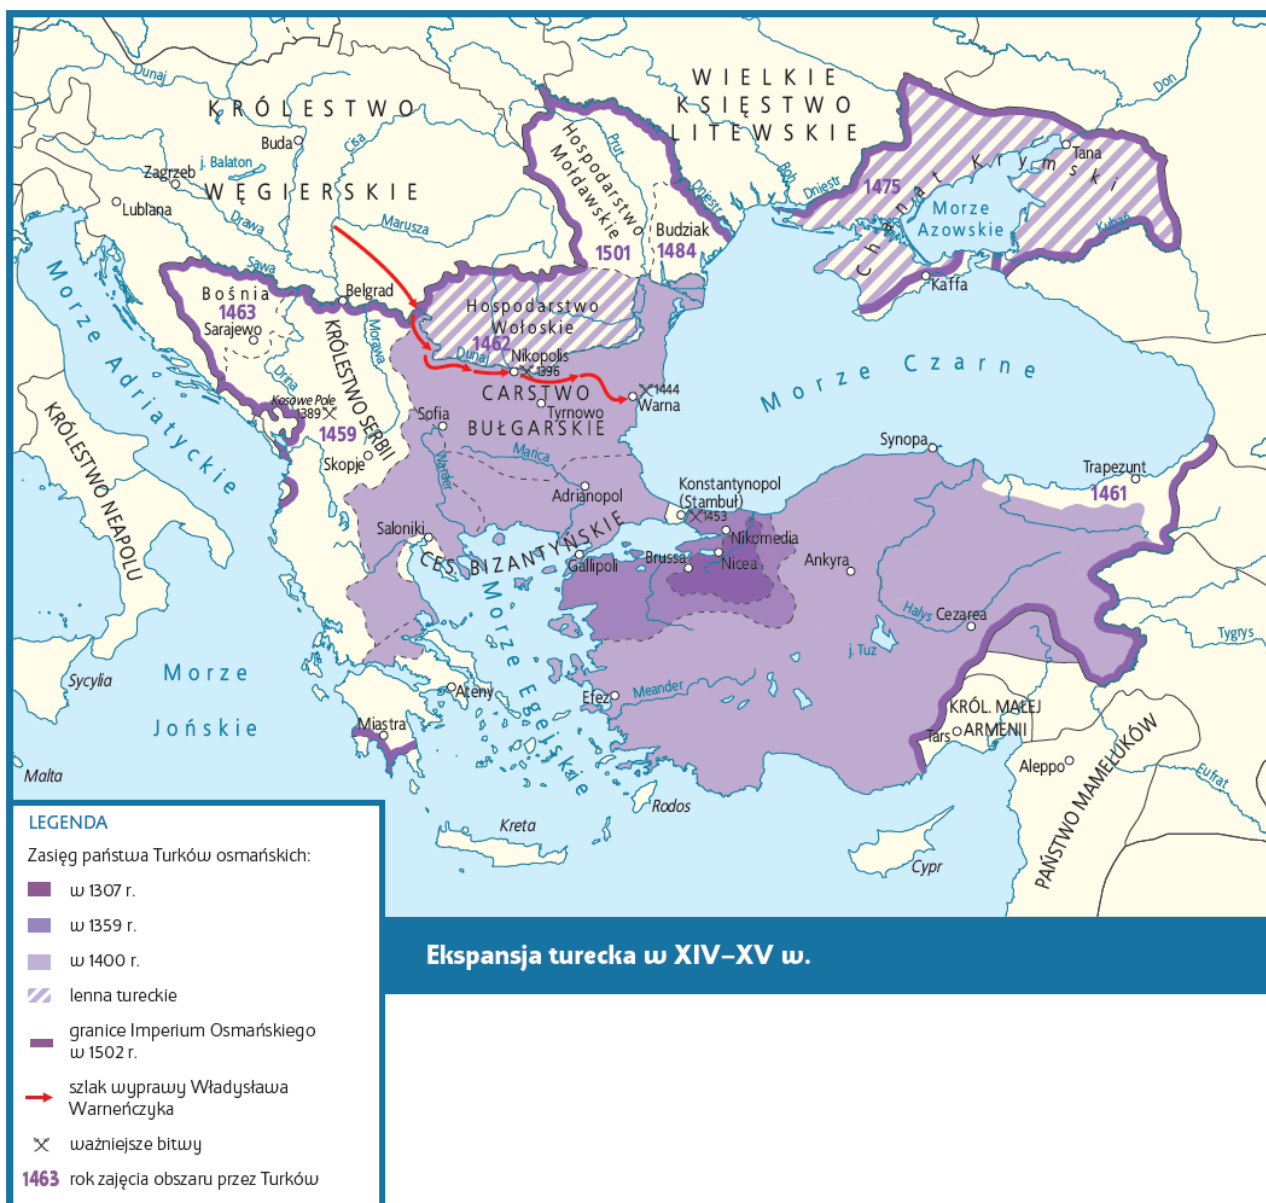 Dunaj
KRÓLESTWO
WĘGIERSKIE
Buda
Cisa
j. Balaton
Zagrzeb
Lublana
Drawa
Marusza
Sawa
WIELKIE
KSIĘSTWO
LITEWSKIE
Don
Boh
Dniestr
Dniestr
Prut
Hospodarstwo
Mołdawskie
1501
Budziak
1484
1475
Chanat Krymski
Tana
Morze
Azowskie
Kubań
Kaffa
Bośnia
1463
Sarajewo
Belgrad
Drina
Morawa
KRÓLESTWO SERBII
Kosowe Pole
1389
1459
Skopje
Hospodarstwo
Wołoskie
1462
Dunaj
Nikopolis
1396
CARSTWO
Tyrnowo
BUŁGARSKIE
1444
Warna
Sofia
Marica
Warder
Adrianopol
Saloniki
CES. BIZANTYŃSKIE
Gallipoli
Konstantynopol
(Stambuł)
1453
Nikomedia
Brussa
Nicea
Ankyra
Synopa
Trapezunt
1461
Halys
Cezarea
j. Tuz
Tygrys
Efez
Meander
KRÓL. MAŁEJ
ARMENII
Tars
Aleppo
PAŃSTWO MAMELUKÓW
Eufrat
Morze Czarne
Morze Adriatyckie
KRÓLESTWO NEAPOLU
Morze
Jońskie
Morze Egejskie
Sycylia
Malta
Ateny
Miastra
Kreta
Rodos
Cypr
LEGENDA
Zasięg państwa Turków osmańskich:
w 1307 r.
w 1359 r.
w 1400 r.
lenna tureckie
granice Imperium Osmańskiego
w 1502 r.
szlak wyprawy Władysława
Warneńczyka
ważniejsze bitwy
1463 rok zajęcia obszaru przez Turków
Ekspansja turecka w XIV–XV w.